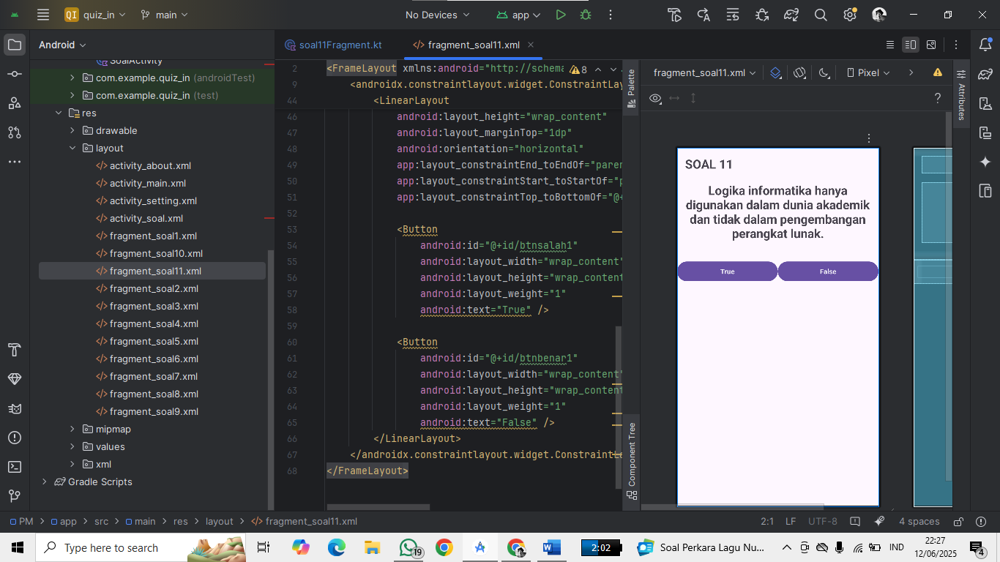 QI quiz_in main No Devices app
Android
soal11Fragment.kt
fragment_soal11.xml
SoalActivity
com.example.quiz_in (androidTest)
com.example.quiz_in (test)
res
drawable
layout
activity_about.xml
activity_main.xml
activity_setting.xml
activity_soal.xml
fragment_soal1.xml
fragment_soal10.xml
fragment_soal11.xml
fragment_soal2.xml
fragment_soal3.xml
fragment_soal4.xml
fragment_soal5.xml
fragment_soal6.xml
fragment_soal7.xml
fragment_soal8.xml
fragment_soal9.xml
mipmap
values
xml
Gradle Scripts
2 <FrameLayout xmlns:android="http://schema 8
9 <androidx.constraintlayout.widget.ConstraintLay
44 <LinearLayout
46 android:layout_height="wrap_content"
47 android:layout_marginTop="1dp"
48 android:orientation="horizontal"
49 app:layout_constraintEnd_toEndOf="paren
50 app:layout_constraintStart_toStartOf="p
51 app:layout_constraintTop_toBottomOf="@+
52
53 <Button
54 android:id="@+id/btnsalah1"
55 android:layout_width="wrap_content"
56 android:layout_height="wrap_content
57 android:layout_weight="1"
58 android:text="True" />
59
60 <Button
61 android:id="@+id/btnbenar1"
62 android:layout_width="wrap_content"
63 android:layout_height="wrap_content
64 android:layout_weight="1"
65 android:text="False" />
66 </LinearLayout>
67 </androidx.constraintlayout.widget.ConstraintLa
68 </FrameLayout>
Palette
Component Tree
fragment_soal11.xml Pixel
?
Attributes
SOAL 11
Logika informatika hanya
digunakan dalam dunia akademik
dan tidak dalam pengembangan
perangkat lunak.
True False
PM > app > src > main > res > layout > fragment_soal11.xml
2:1 LF UTF-8 4 spaces
Type here to search
19
2:02
Soal Perkara Lagu Nu...
IND
22:27
12/06/2025
4